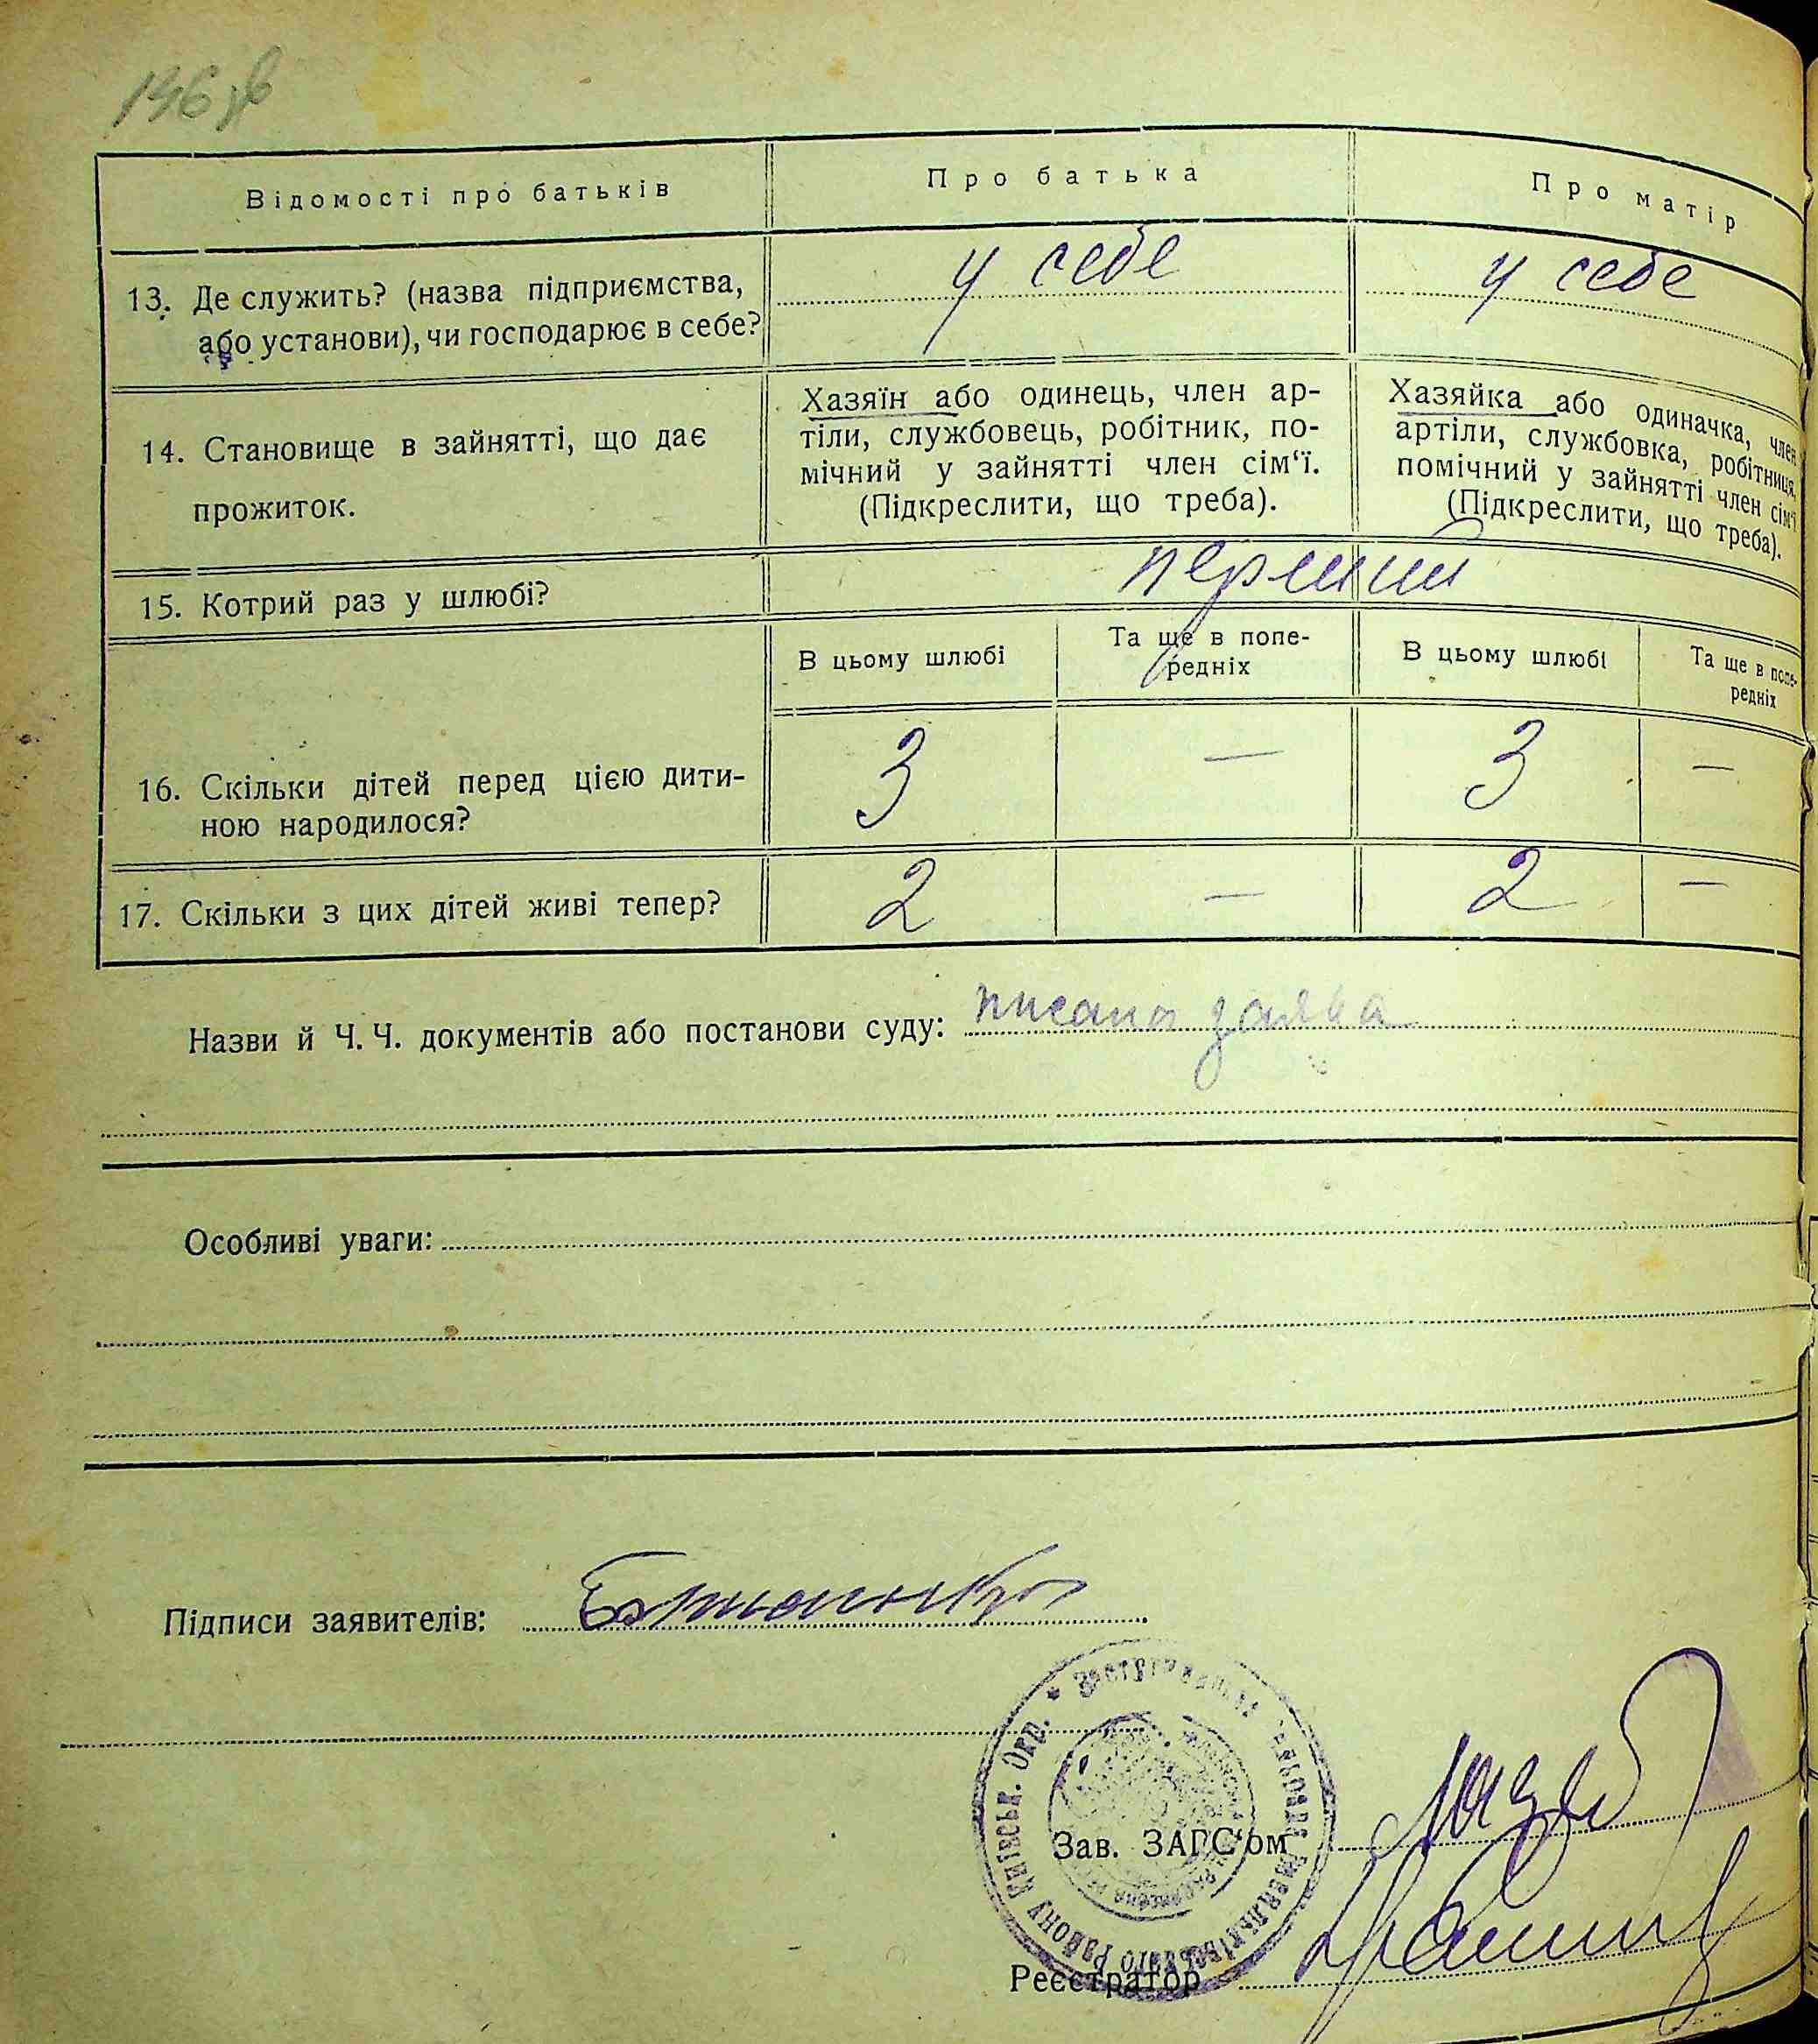 146 зв
Відомості про батьків
Про батька
Про матір
13. Де служить? (назва підприємства,
або установи), чи господарює в себе?
у себе
у себе
14. Становище в зайнятті, що дає
прожиток.
Хазяїн або одинець, член ар-
тіли, службовець, робітник, по-
мічний у зайнятті член сім‘ї.
(Підкреслити, що треба).
Хазяйка або одиначка, член
артіли, службовка, робітниця,
помічний у зайнятті член сім‘ї
(Підкреслити, що треба).
15. Котрий раз у шлюбі?
перший
В цьому шлюбі
Та ще в попе-
редніх
В цьому шлюбі
Та ще в попе-
редніх
16. Скільки дітей перед цією дити-
ною народилося?
3 — 3 —
17. Скільки з цих дітей живі тепер?
2 — 2 —
Назви й Ч. Ч. документів або постанови суду: писана заява
Особливі уваги:
Підписи заявителів:
Району Київськ. Окр.
Зав. ЗАГС‘ом
Реєстратор